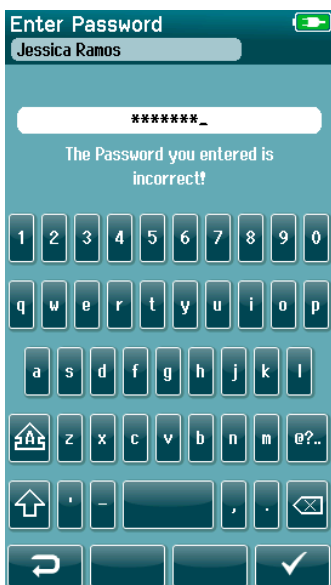 Enter Password
Jessica Ramos
*******_
The Password you entered is
incorrect!
1 2 3 4 5 6 7 8 9 0
q w e r t y u i o p
a s d f g h j k l
A z x c v b n m @?..
' - , .